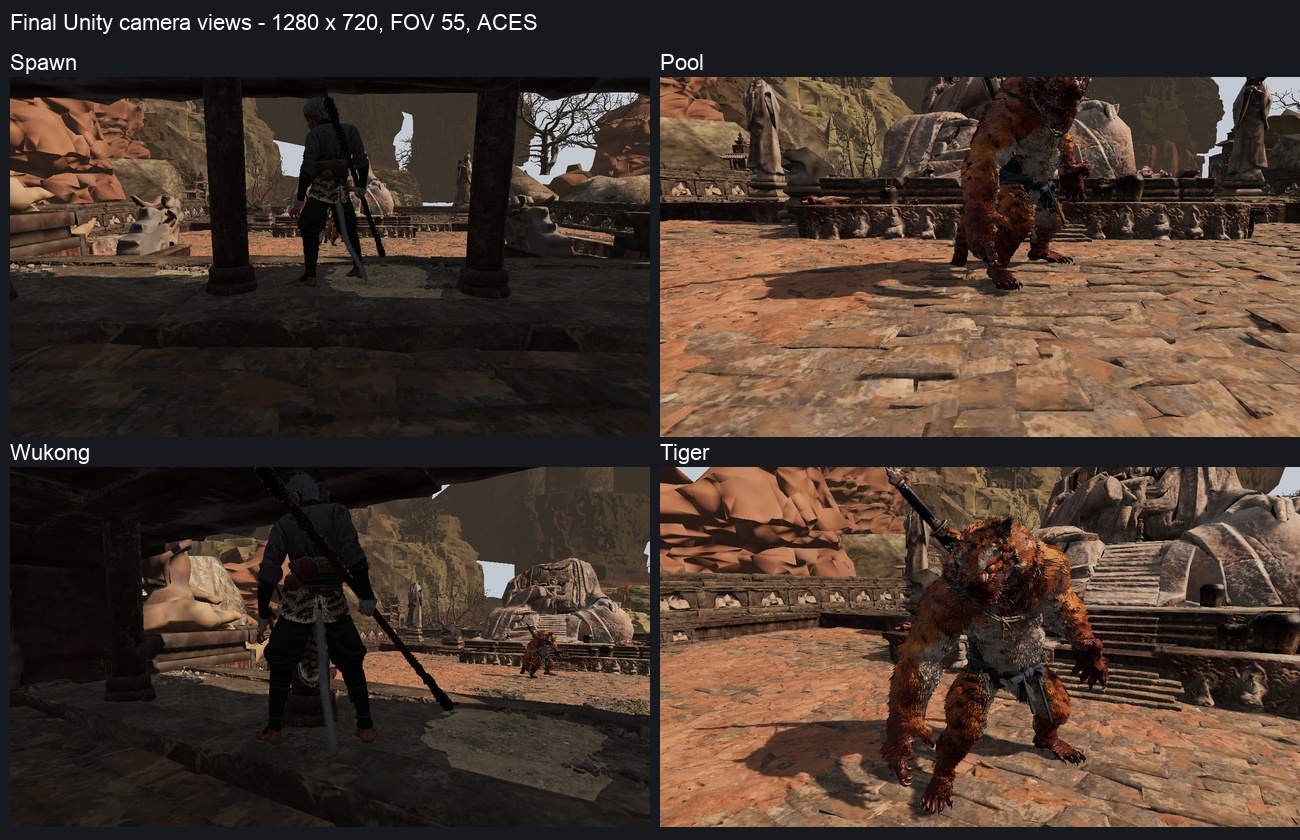 Final Unity camera views - 1280 x 720, FOV 55, ACES
Spawn
Pool
Wukong
Tiger